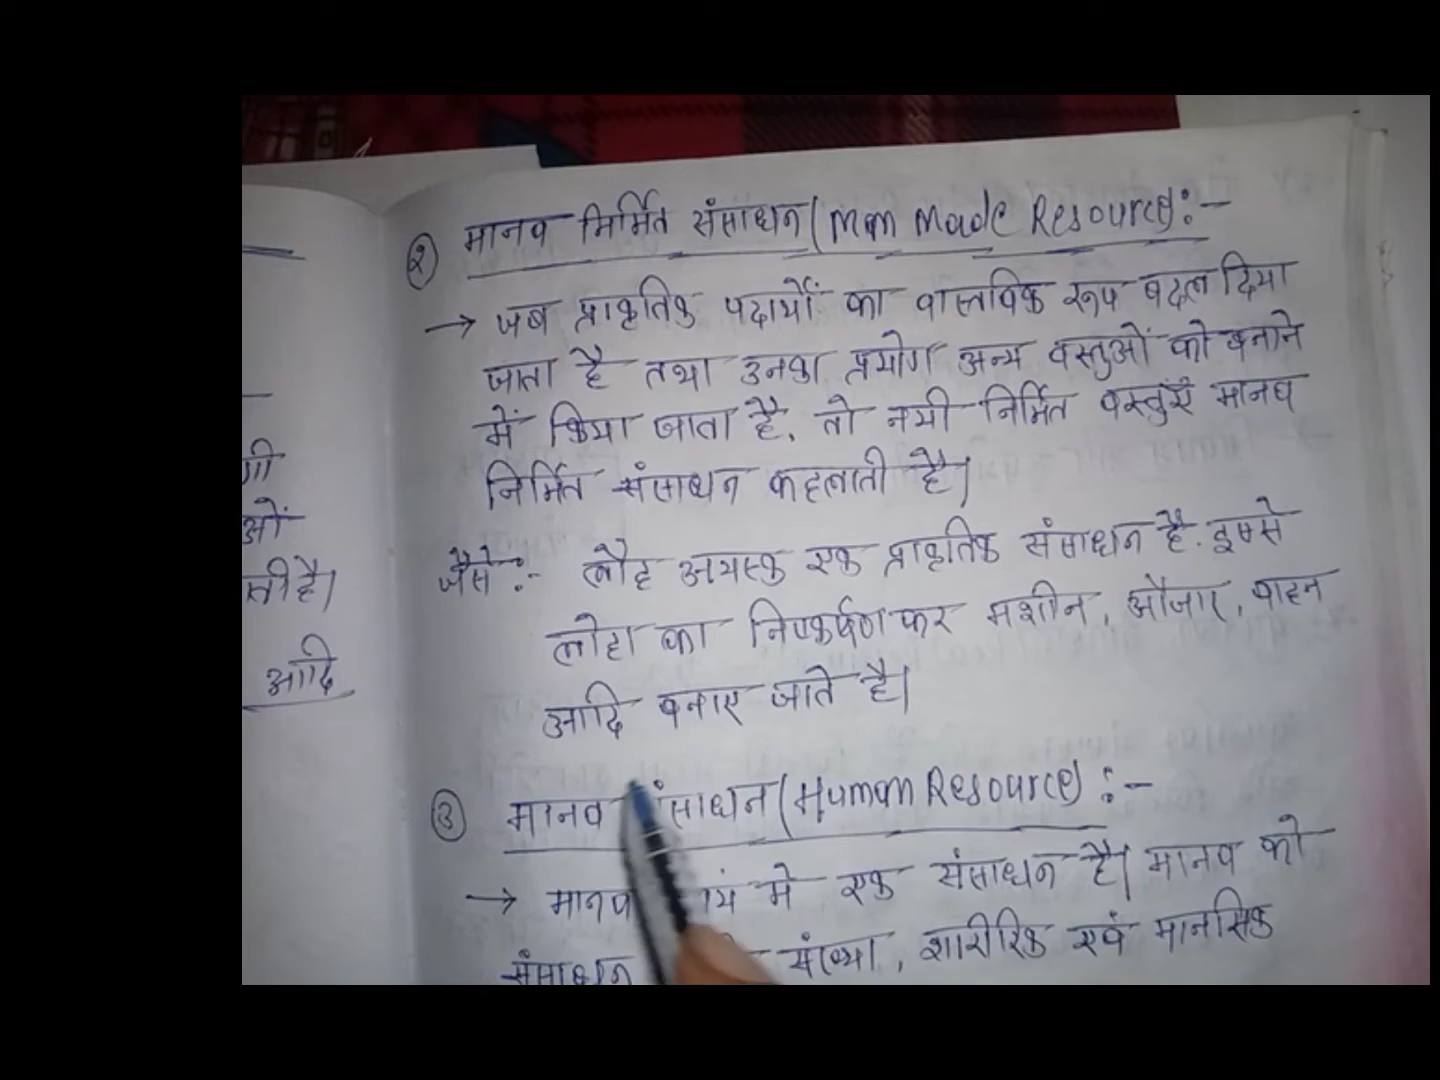 गी
ओं
ती है।
आदि
② मानव निर्मित संसाधन (Man Made Resource) :-
→ जब प्राकृतिक पदार्थों का वास्तविक रूप बदल दिया
जाता है तथा उनका प्रयोग अन्य वस्तुओं को बनाने
में किया जाता है, तो नयी निर्मित वस्तुएं मानव
निर्मित संसाधन कहलाती है।
जैसे :- लौह अयस्क एक प्राकृतिक संसाधन है. इससे
लोहा का निष्कर्षण कर मशीन, औजार, वाहन
आदि बनाए जाते है।
③ मानव संसाधन (Human Resource) :-
→ मानव में एक संसाधन है। मानव को
संसाधन संख्या, शारीरिक एवं मानसिक